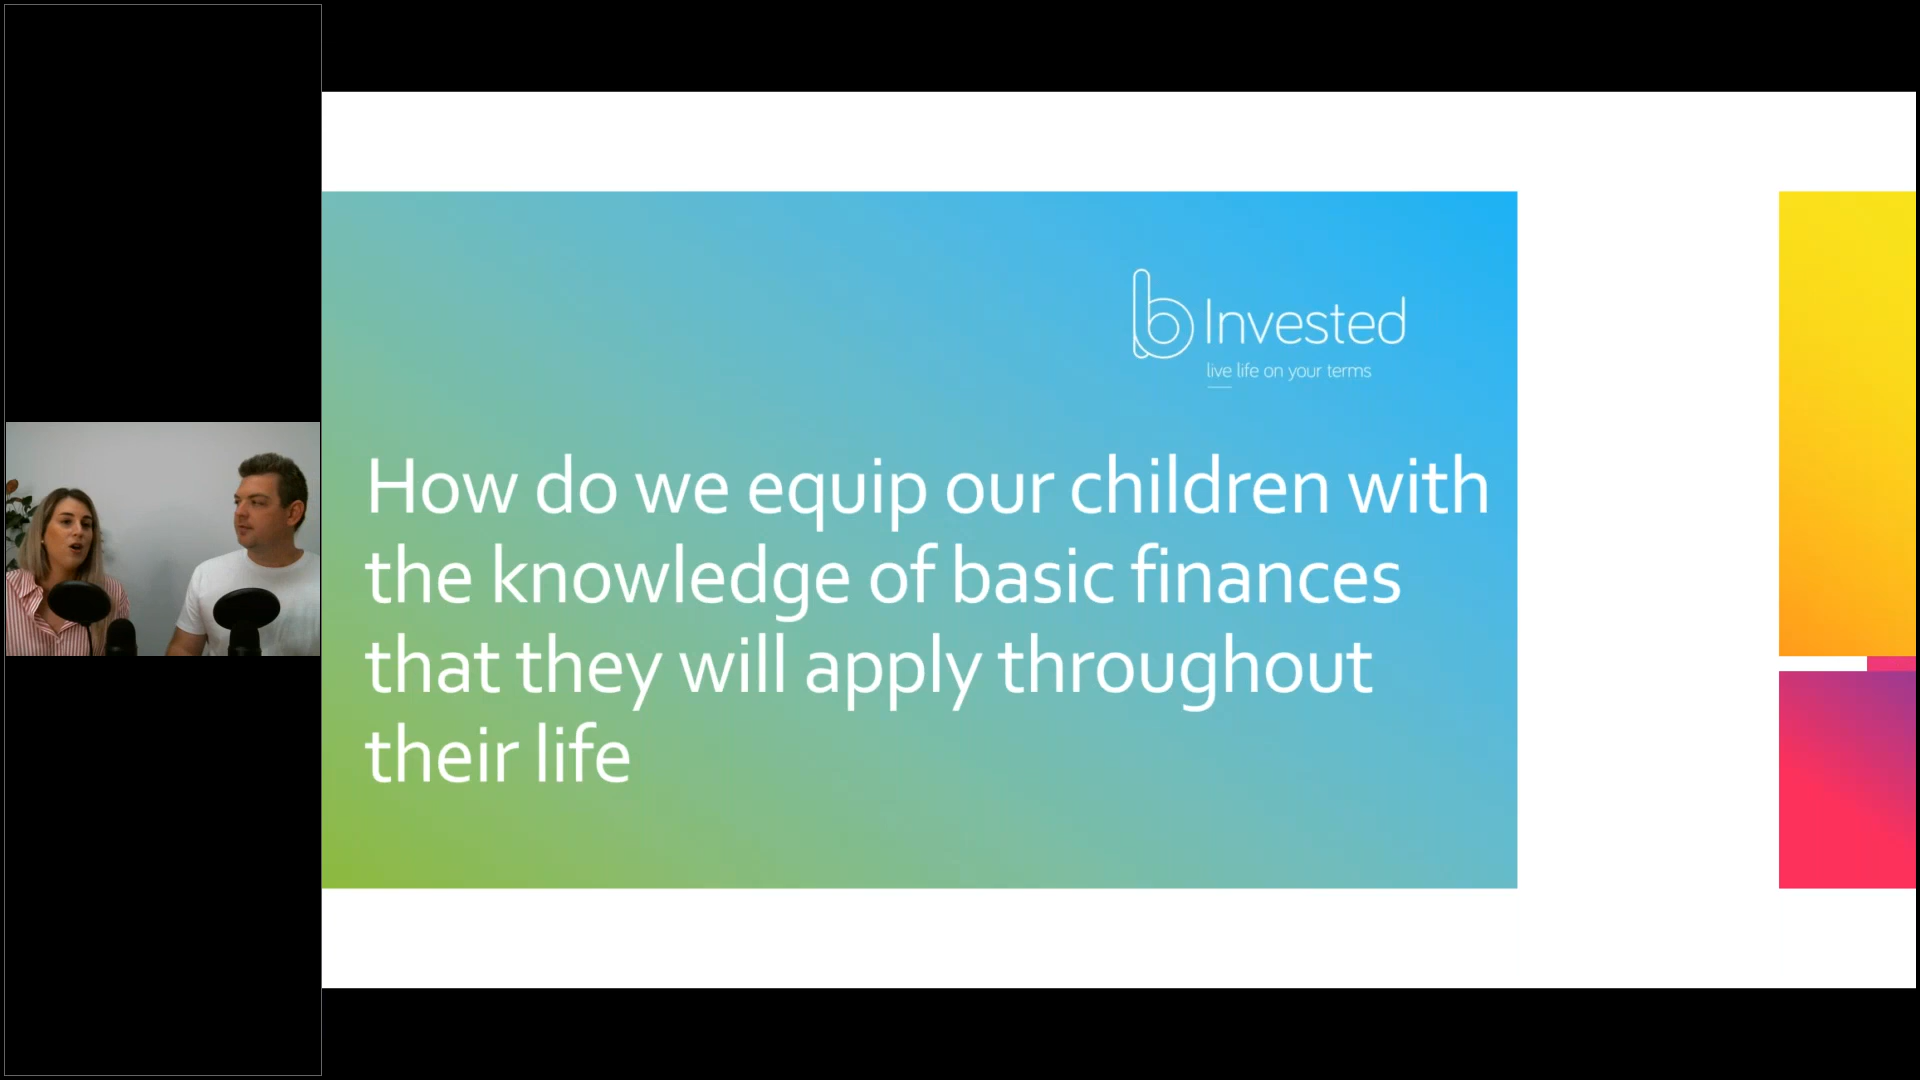 b Invested
live life on your terms
How do we equip our children with
the knowledge of basic finances
that they will apply throughout
their life